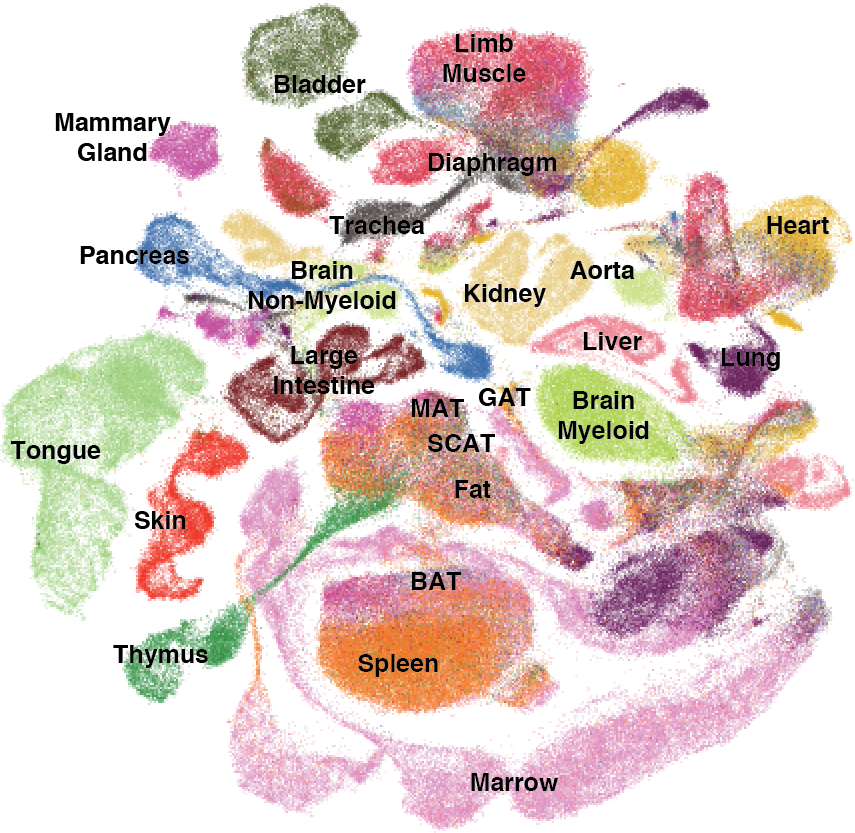 Limb
Muscle
Bladder
Mammary
Gland
Diaphragm
Trachea
Heart
Pancreas
Brain
Non-Myeloid
Aorta
Kidney
Large
Intestine
Liver
Lung
GAT
MAT
Brain
Myeloid
SCAT
Tongue
Fat
Skin
BAT
Thymus
Spleen
Marrow